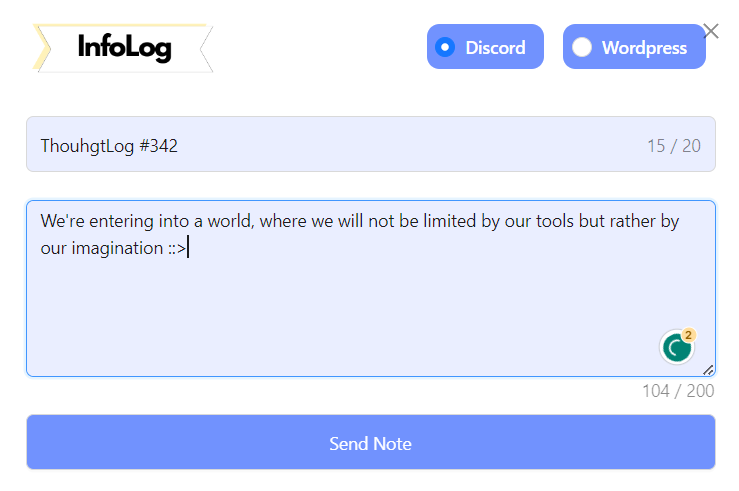 InfoLog
Discord
Wordpress
ThouhgtLog #342
15 / 20
We're entering into a world, where we will not be limited by our tools but rather by
our imagination ::>
2
104 / 200
Send Note